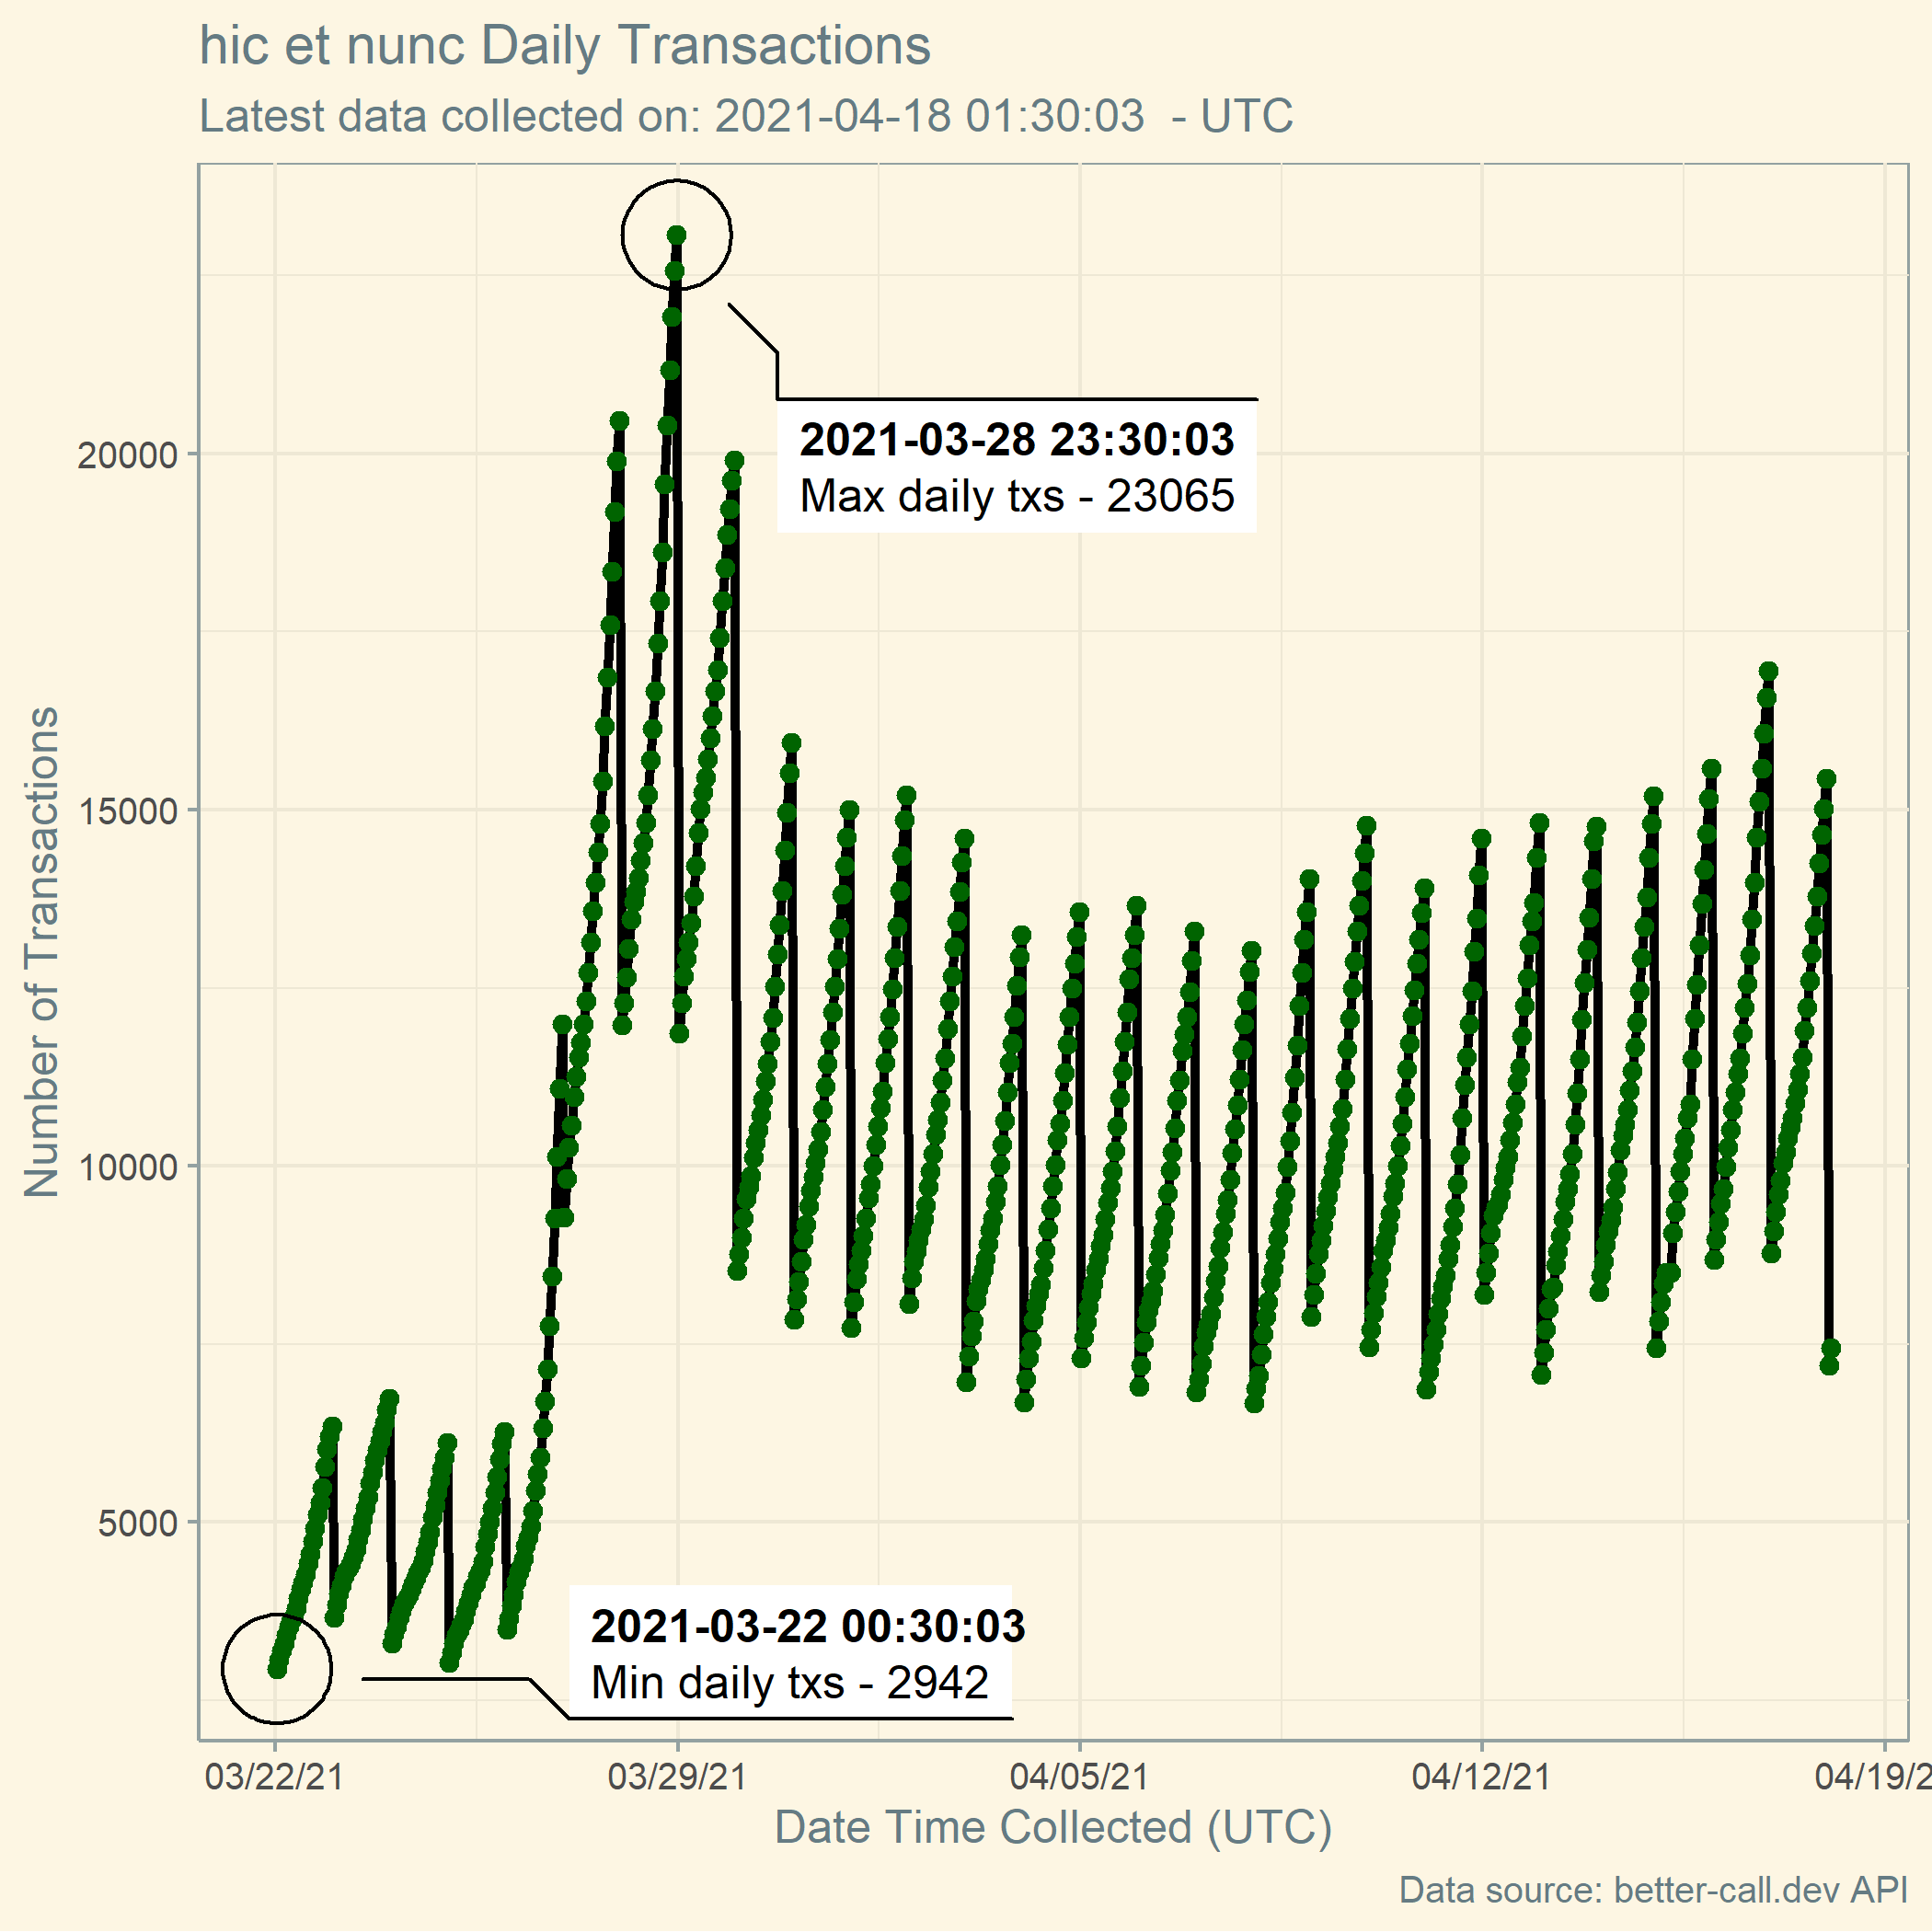 hic et nunc Daily Transactions
Latest data collected on: 2021-04-18 01:30:03 - UTC
Number of Transactions
20000
15000
10000
5000
2021-03-28 23:30:03
Max daily txs - 23065
2021-03-22 00:30:03
Min daily txs - 2942
03/22/21
03/29/21
04/05/21
04/12/21
04/19/2
Date Time Collected (UTC)
Data source: better-call.dev API